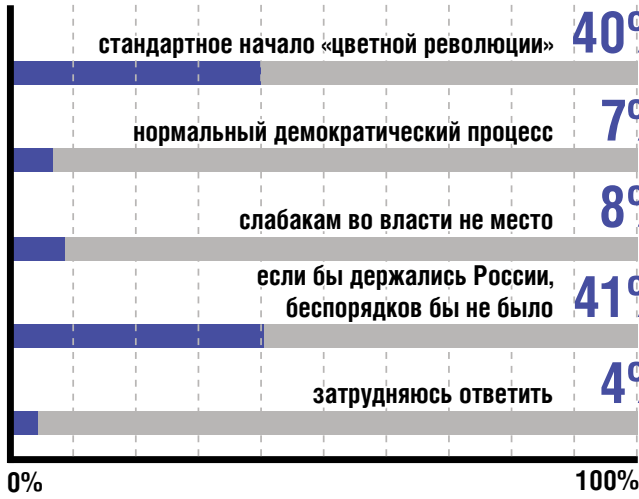 стандартное начало «цветной революции» 40%
нормальный демократический процесс 7%
слабакам во власти не место 8%
если бы держались России,
беспорядков бы не было 41%
затрудняюсь ответить 4%
0% 100%